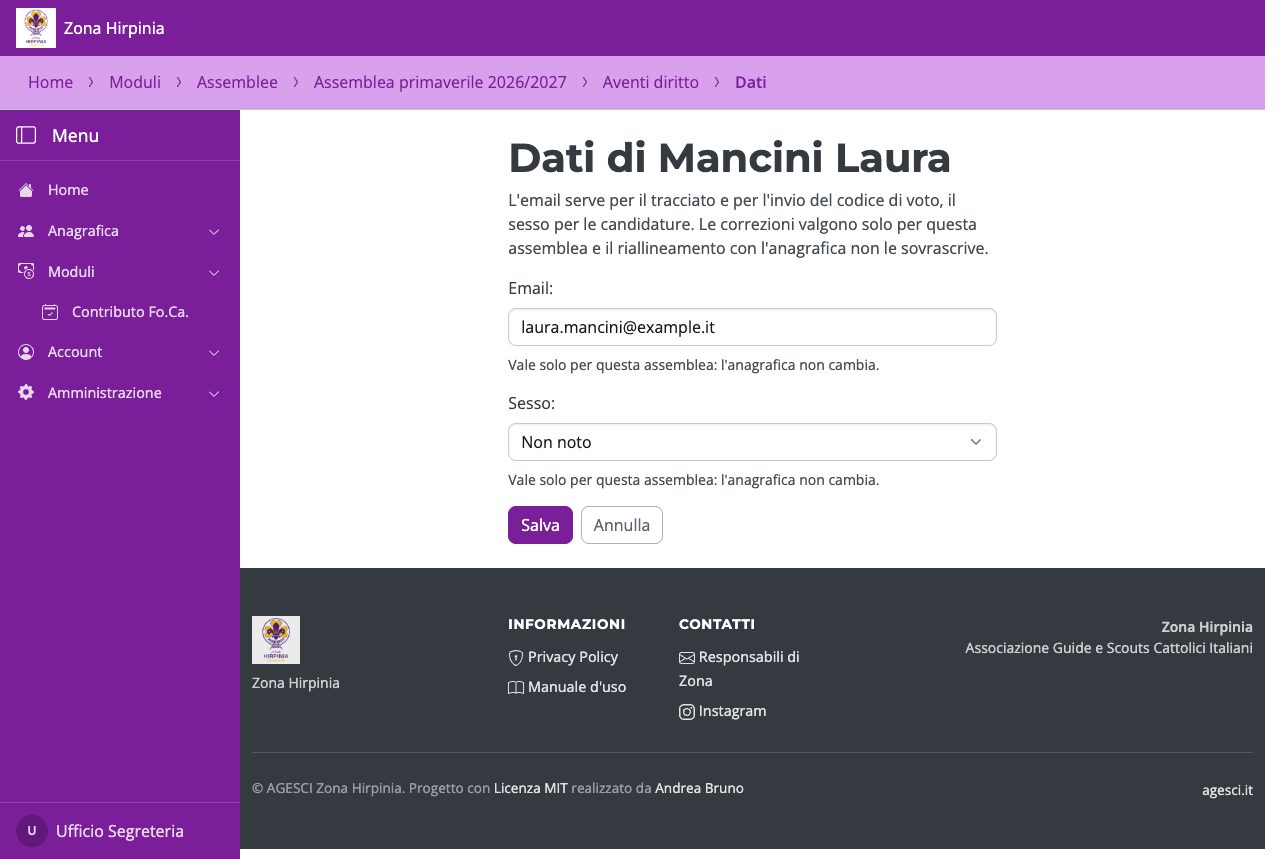 Zona Hirpinia
Home > Moduli > Assemblee > Assemblea primaverile 2026/2027 > Aventi diritto > Dati
Menu
Home
Anagrafica
Moduli
Contributo Fo.Ca.
Account
Amministrazione
Dati di Mancini Laura
L'email serve per il tracciato e per l'invio del codice di voto, il
sesso per le candidature. Le correzioni valgono solo per questa
assemblea e il riallineamento con l'anagrafica non le sovrascrive.
Email:
laura.mancini@example.it
Vale solo per questa assemblea: l'anagrafica non cambia.
Sesso:
Non noto
Vale solo per questa assemblea: l'anagrafica non cambia.
Salva Annulla
HIRPINIA
Zona Hirpinia
INFORMAZIONI
Privacy Policy
Manuale d'uso
CONTATTI
Responsabili di
Zona
Instagram
Zona Hirpinia
Associazione Guide e Scouts Cattolici Italiani
© AGESCI Zona Hirpinia. Progetto con Licenza MIT realizzato da Andrea Bruno
agesci.it
U Ufficio Segreteria